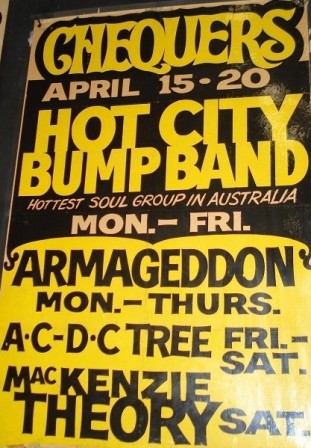 CHEQUERS
APRIL 15·20
HOT CITY
BUMP BAND
HOTTEST SOUL GROUP IN AUSTRALIA
MON.-FRI.
ARMAGEDDON
MON.-THURS.
A·C-D·C TREE FRI.-
SAT.
MACKENZIE
THEORY SAT.